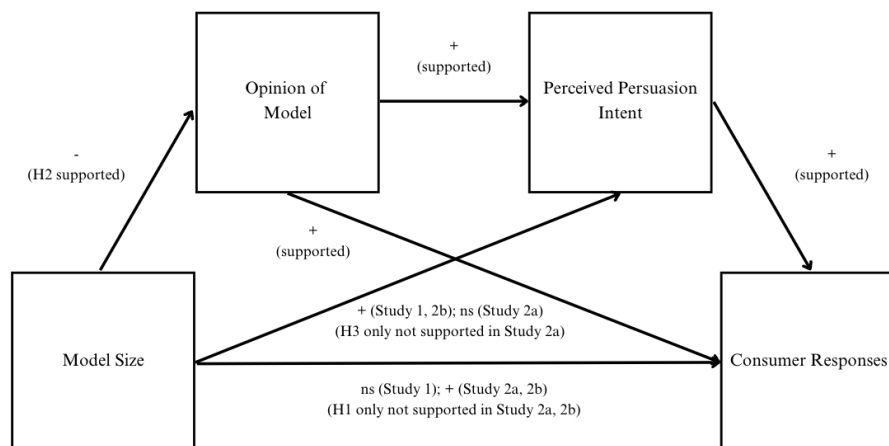 Opinion of
Model
+
(supported)
Perceived Persuasion
Intent
-
(H2 supported)
+
(supported)
+
(supported)
Model Size
+ (Study 1, 2b); ns (Study 2a)
(H3 only not supported in Study 2a)
ns (Study 1); + (Study 2a, 2b)
(H1 only not supported in Study 2a, 2b)
Consumer Responses